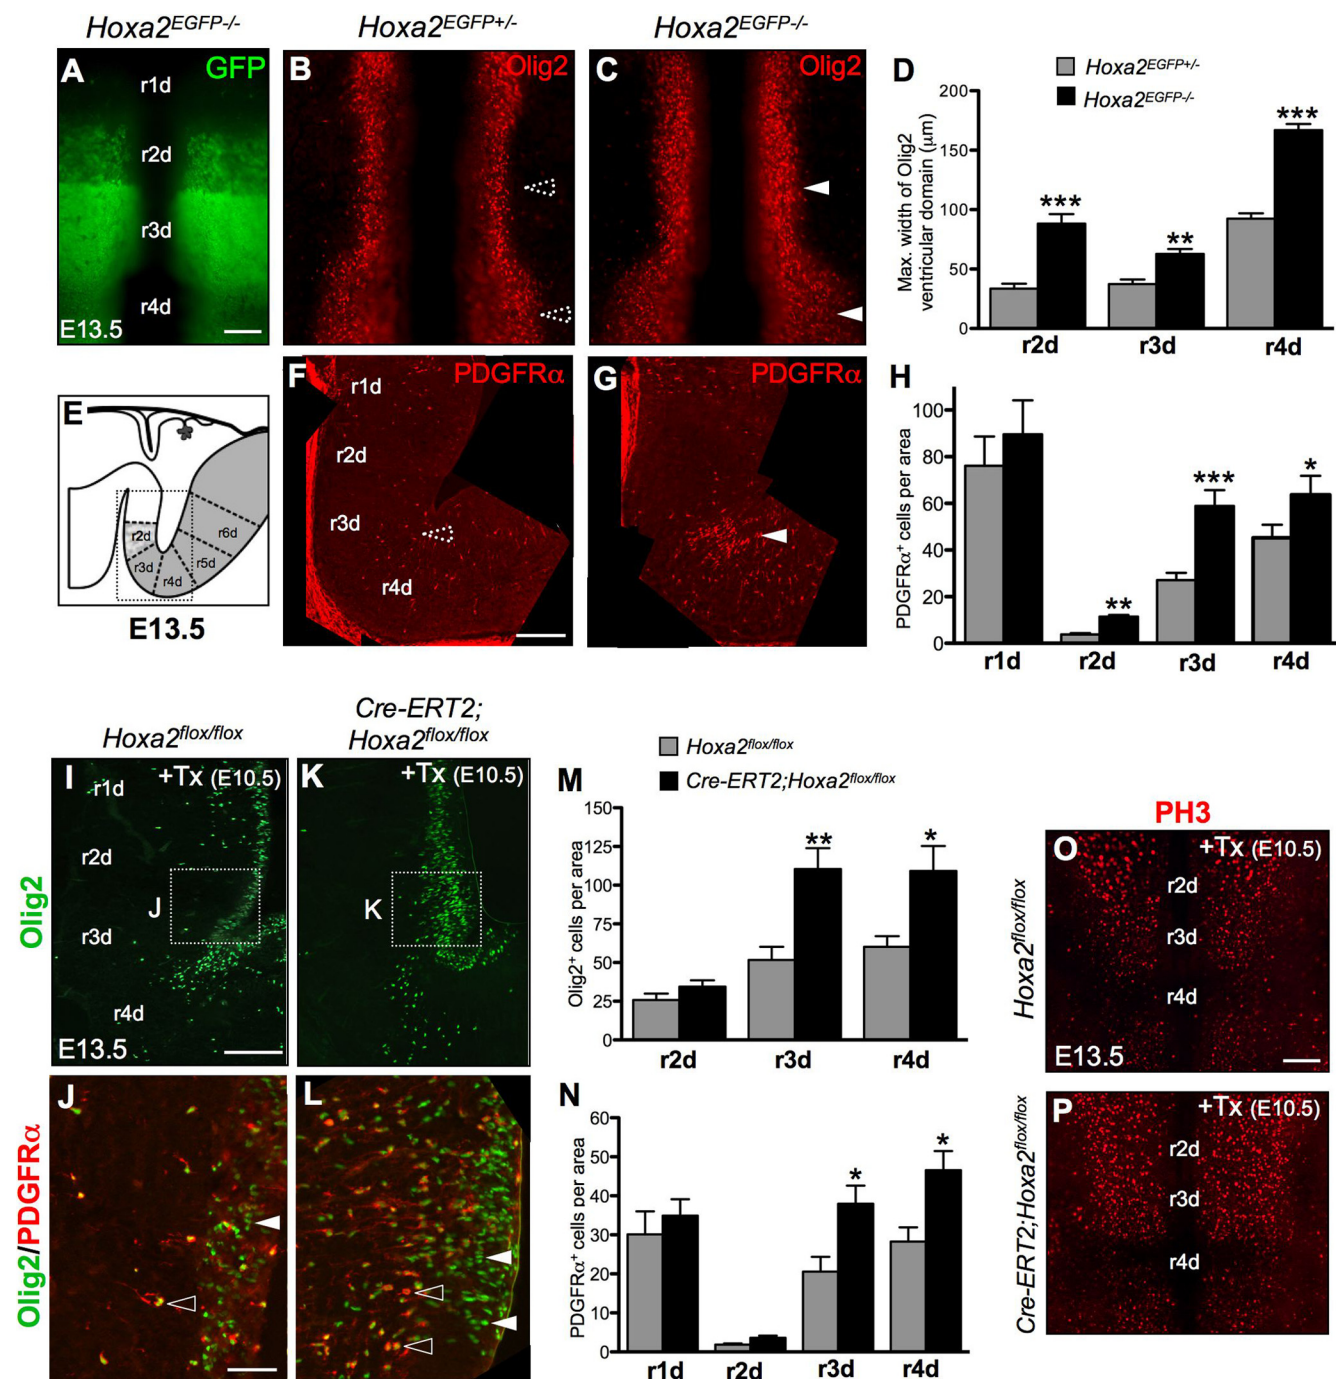 Hoxa2EGFP-/-
Hoxa2EGFP+/-
Hoxa2EGFP-/-
A
GFP
r1d
r2d
r3d
r4d
E13.5
B
Olig2
C
Olig2
D
Hoxa2EGFP+/-
Hoxa2EGFP-/-
Max. width of Olig2
ventricular domain (µm)
200
150
100
50
0
***
**
***
r2d
r3d
r4d
E
r2d
r3d
r4d
r5d
r6d
E13.5
F
PDGFRα
r1d
r2d
r3d
r4d
G
PDGFRα
H
PDGFRα+ cells per area
100
80
60
40
20
0
**
***
*
r1d
r2d
r3d
r4d
Hoxa2flox/flox
Cre-ERT2;
Hoxa2flox/flox
Olig2
I
+Tx (E10.5)
r1d
r2d
J
r3d
r4d
E13.5
K
+Tx (E10.5)
K
Olig2/PDGFRα
J
L
Hoxa2flox/flox
Cre-ERT2;Hoxa2flox/flox
M
Olig2+ cells per area
150
125
100
75
50
25
0
**
*
r2d
r3d
r4d
N
PDGFRα+ cells per area
60
50
40
30
20
10
0
*
*
r1d
r2d
r3d
r4d
PH3
Hoxa2flox/flox
O
+Tx (E10.5)
r2d
r3d
r4d
E13.5
Cre-ERT2;Hoxa2flox/flox
P
+Tx (E10.5)
r2d
r3d
r4d